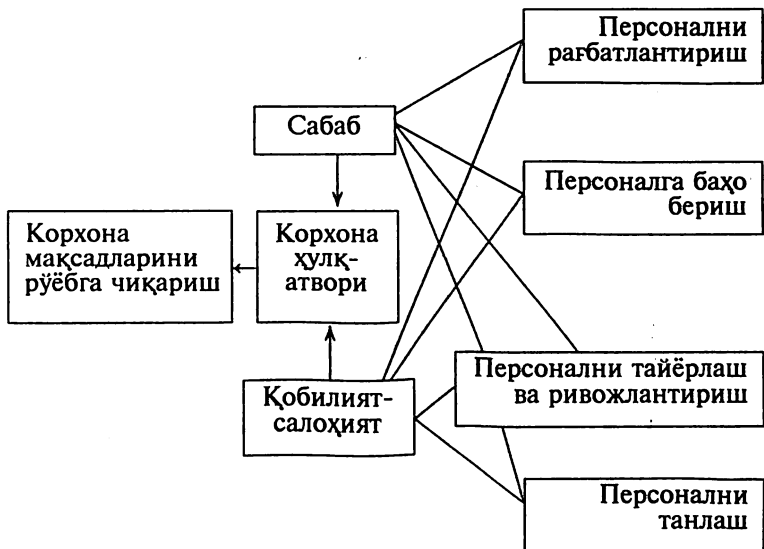 Персонални
рағбатлантириш
Сабаб
Персоналга баҳо
бериш
Корхона
мақсадларини
рўёбга чиқариш
Корхона
ҳулқ-
атвори
Персонални тайёрлаш
ва ривожлантириш
Қобилият-
салоҳият
Персонални
танлаш